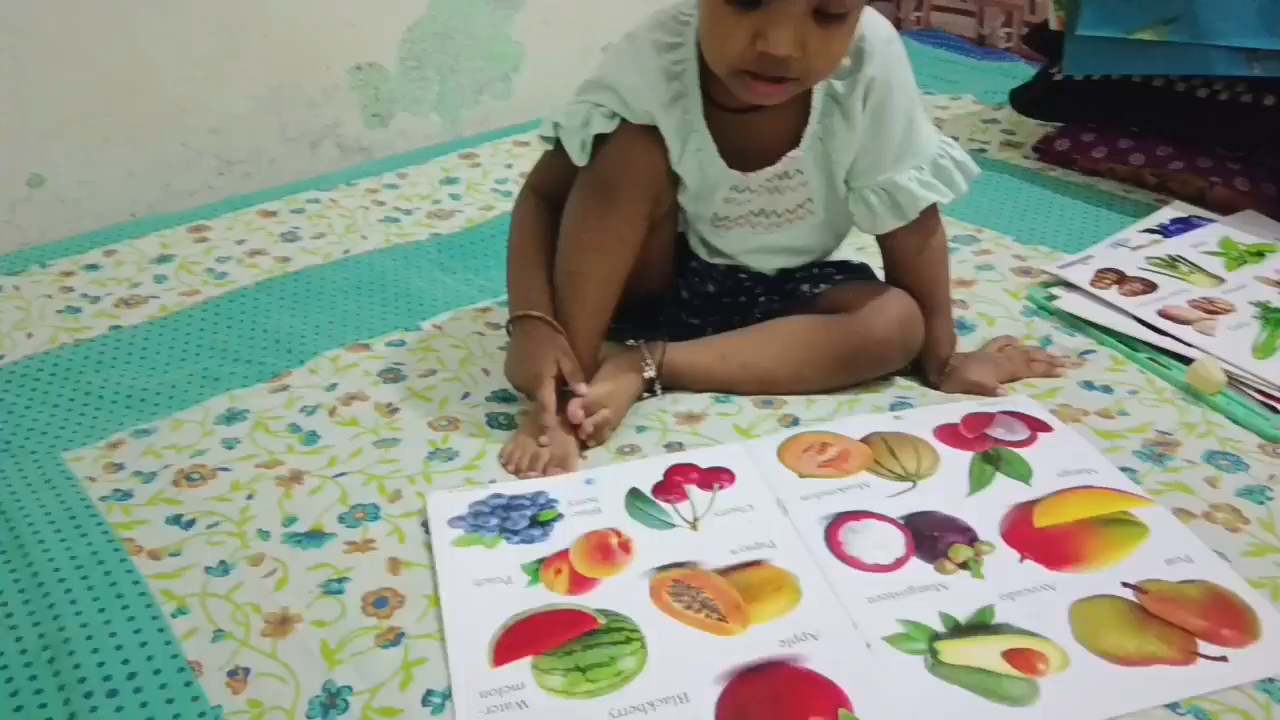 Blue
berry
Cherry
Muskmelon
Mango
Peach
Papaya
Mangosteen
Pear
Water-
melon
Blackberry
Apple
Avocado